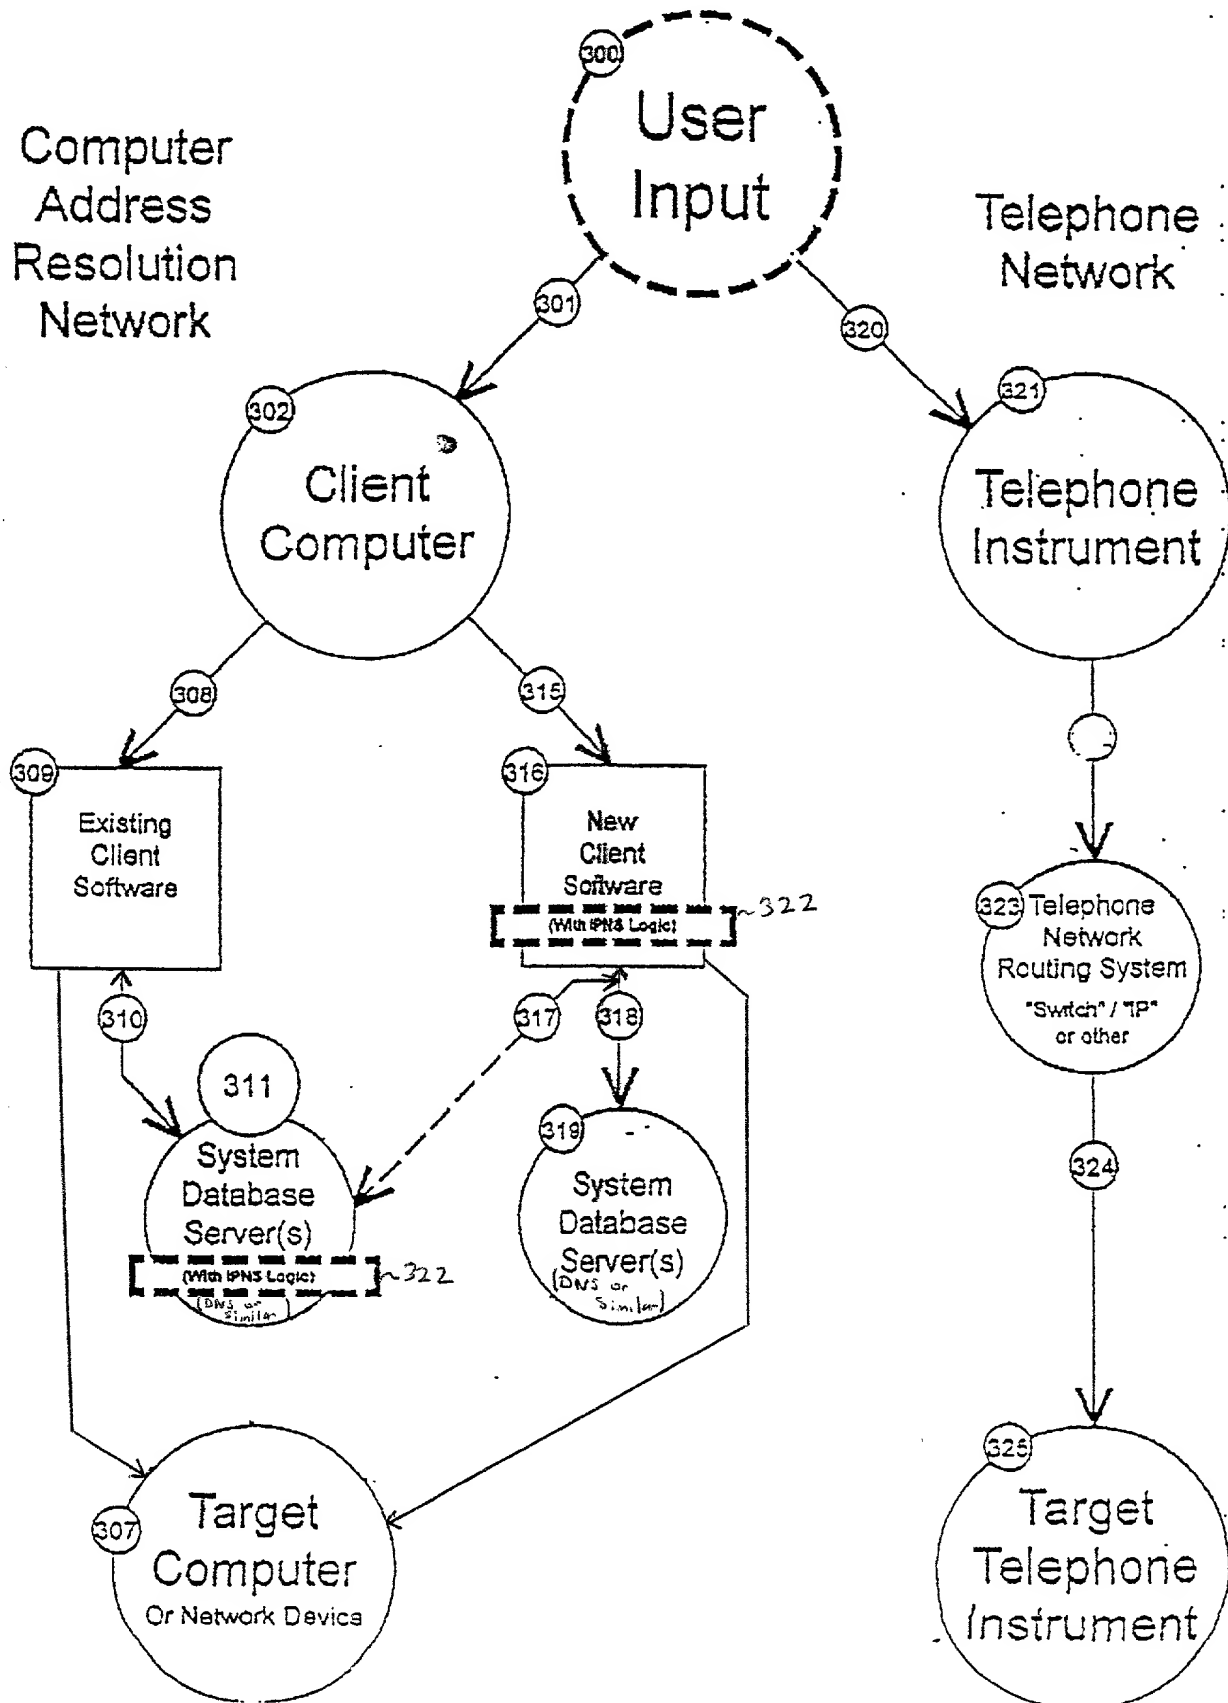 300
User
Input
Computer
Address
Resolution
Network
Telephone
Network
301
320
302
Client
Computer
321
Telephone
Instrument
308
315
309
Existing
Client
Software
316
New
Client
Software
(With IPNS Logic)
~322
323
Telephone
Network
Routing System
"Switch" / "IP"
or other
310
317
318
311
System
Database
Server(s)
(With IPNS Logic)
~322
(DNS or
Similar)
319
System
Database
Server(s)
(DNS or
Similar)
324
307
Target
Computer
Or Network Device
325
Target
Telephone
Instrument